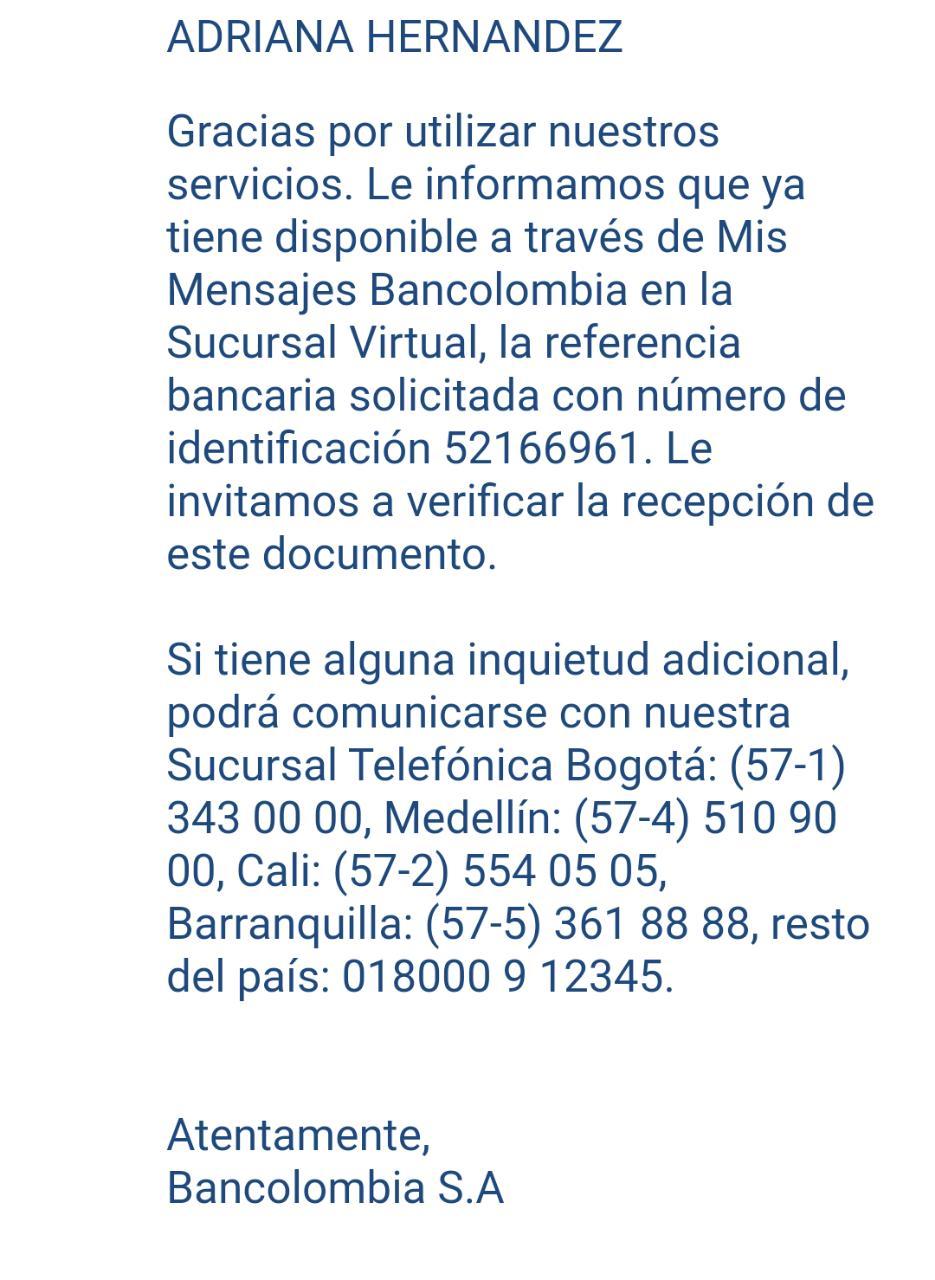 ADRIANA HERNANDEZ
Gracias por utilizar nuestros
servicios. Le informamos que ya
tiene disponible a través de Mis
Mensajes Bancolombia en la
Sucursal Virtual, la referencia
bancaria solicitada con número de
identificación 52166961. Le
invitamos a verificar la recepción de
este documento.
Si tiene alguna inquietud adicional,
podrá comunicarse con nuestra
Sucursal Telefónica Bogotá: (57-1)
343 00 00, Medellín: (57-4) 510 90
00, Cali: (57-2) 554 05 05,
Barranquilla: (57-5) 361 88 88, resto
del país: 018000 9 12345.
Atentamente,
Bancolombia S.A